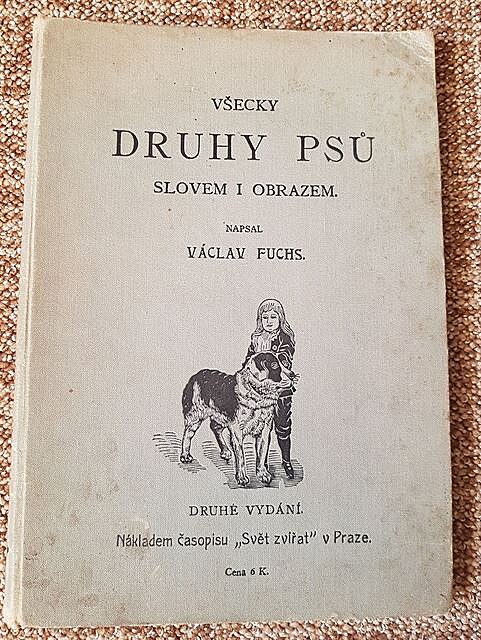 VŠECKY
DRUHY PSŮ
SLOVEM I OBRAZEM.
NAPSAL
VÁCLAV FUCHS.
DRUHÉ VYDÁNÍ.
Nákladem časopisu „Svět zvířat" v Praze.
Cena 6 K.